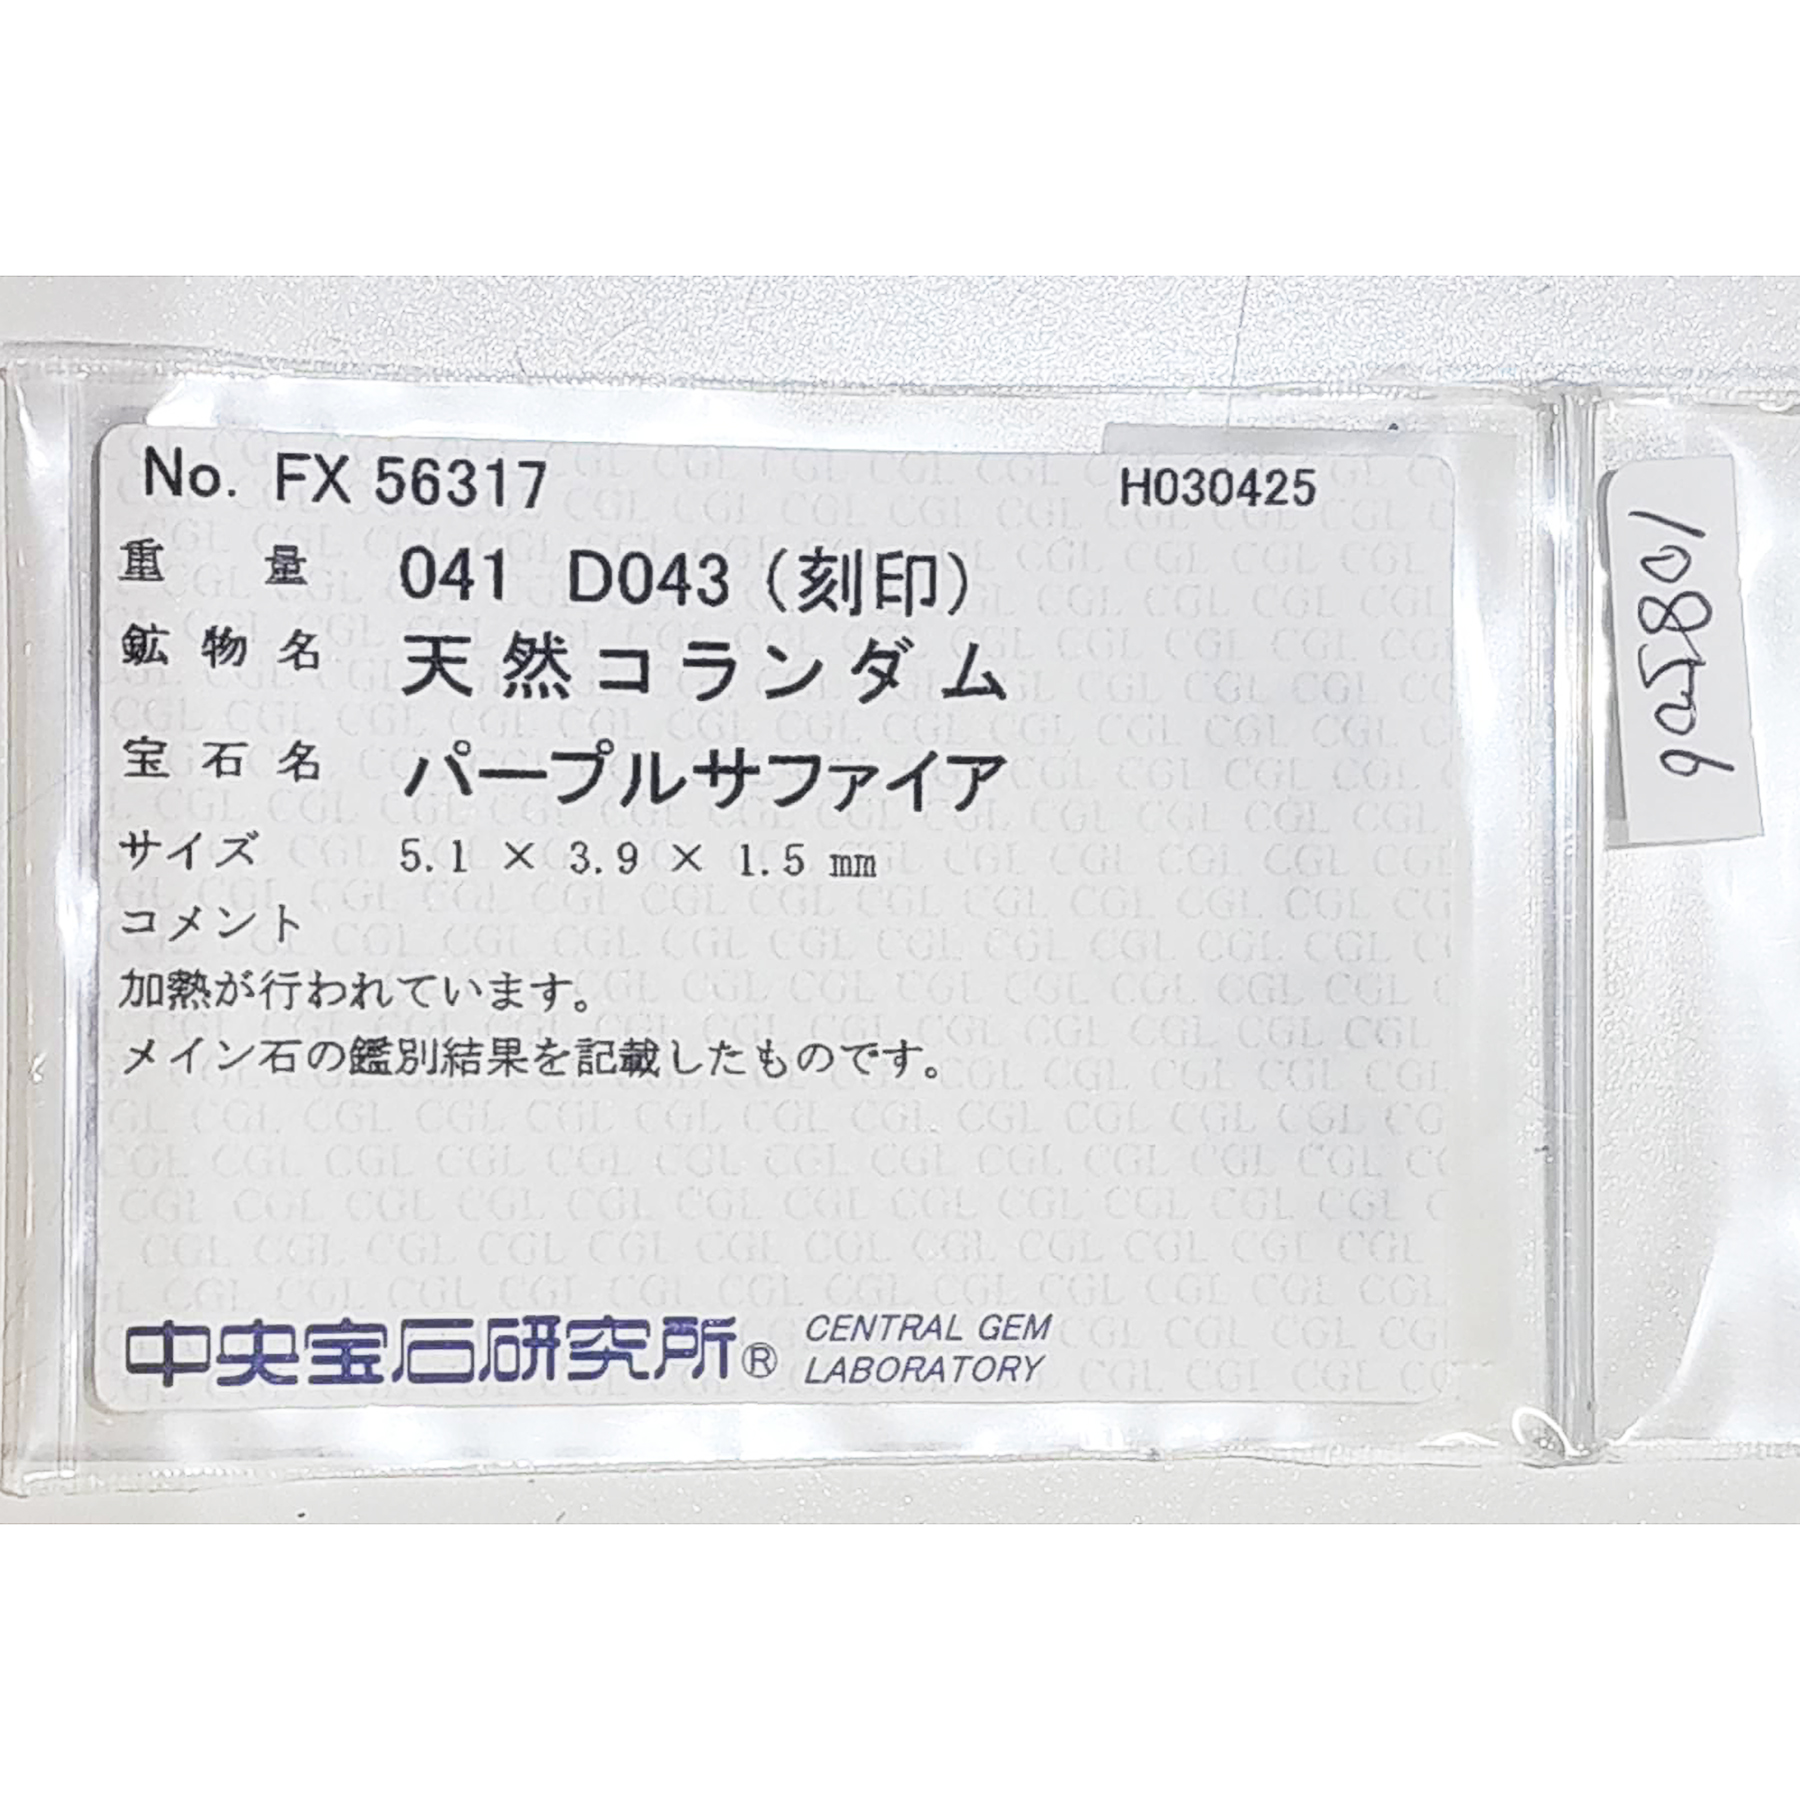 No. FX 56317 H030425
重量 041 D043 (刻印)
鉱物名 天然コランダム
宝石名 パープルサファイア
サイズ 5.1 × 3.9 × 1.5 mm
コメント
加熱が行われています。
メイン石の鑑別結果を記載したものです。
中央宝石研究所® CENTRAL GEM
LABORATORY